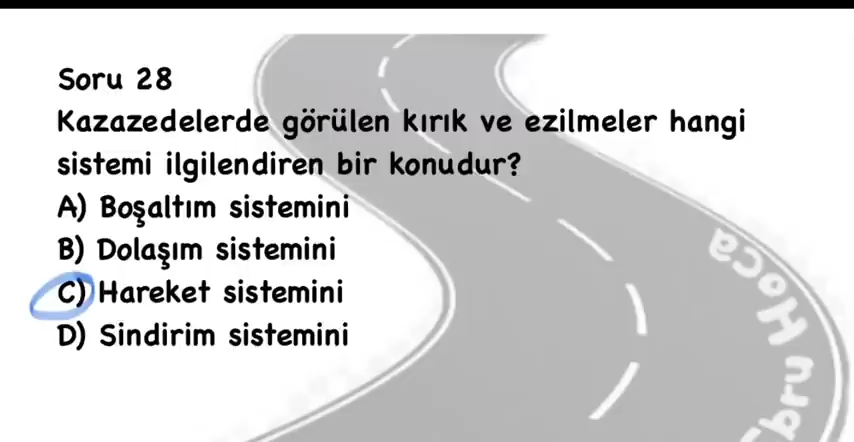 Soru 28
Kazazedelerde görülen kırık ve ezilmeler hangi
sistemi ilgilendiren bir konudur?
A) Boşaltım sistemini
B) Dolaşım sistemini
C) Hareket sistemini
D) Sindirim sistemini
Ebru Hoca